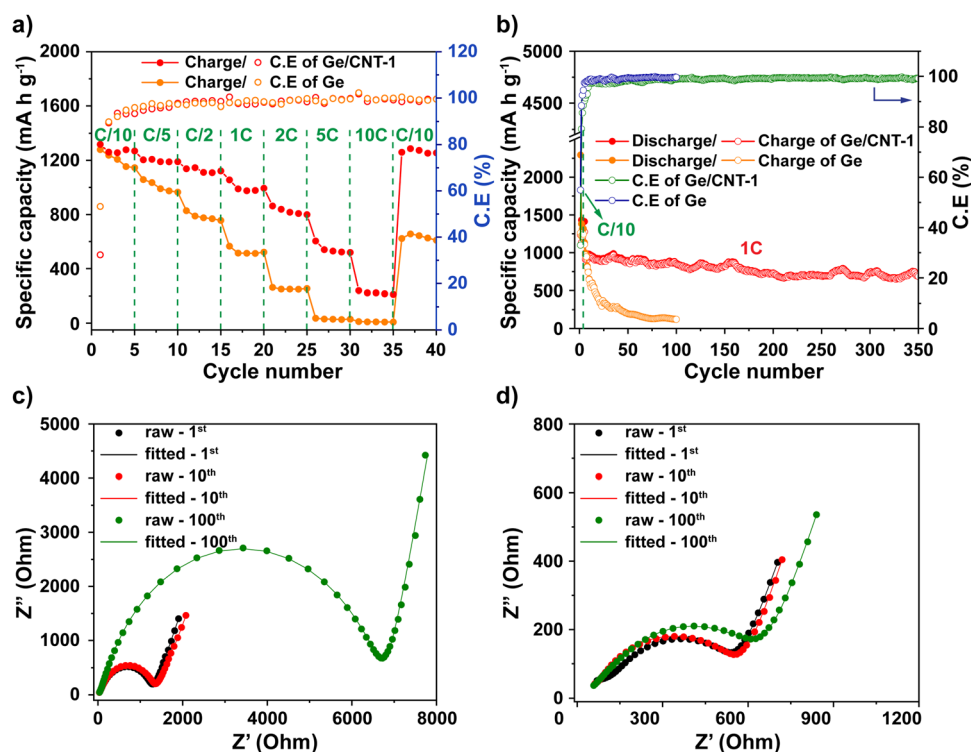 a)
Specific capacity (mA h g⁻¹)
2000
1600
1200
800
400
0
Charge/ C.E of Ge/CNT-1
Charge/ C.E of Ge
C/10 C/5 C/2 1C 2C 5C 10C C/10
0 5 10 15 20 25 30 35 40
Cycle number
120
100
80
60
40
20
0
C.E (%)
b)
Specific capacity (mA h g⁻¹)
5000
4500
2000
1500
1250
1000
750
500
250
0
Discharge/ Charge of Ge/CNT-1
Discharge/ Charge of Ge
C.E of Ge/CNT-1
C.E of Ge
C/10
1C
0 50 100 150 200 250 300 350
Cycle number
100
80
60
40
20
0
C.E (%)
c)
Z'' (Ohm)
5000
4000
3000
2000
1000
0
raw - 1ˢᵗ
fitted - 1ˢᵗ
raw - 10ᵗʰ
fitted - 10ᵗʰ
raw - 100ᵗʰ
fitted - 100ᵗʰ
0 2000 4000 6000 8000
Z' (Ohm)
d)
Z'' (Ohm)
800
600
400
200
0
raw - 1ˢᵗ
fitted - 1ˢᵗ
raw - 10ᵗʰ
fitted - 10ᵗʰ
raw - 100ᵗʰ
fitted - 100ᵗʰ
0 300 600 900 1200
Z' (Ohm)